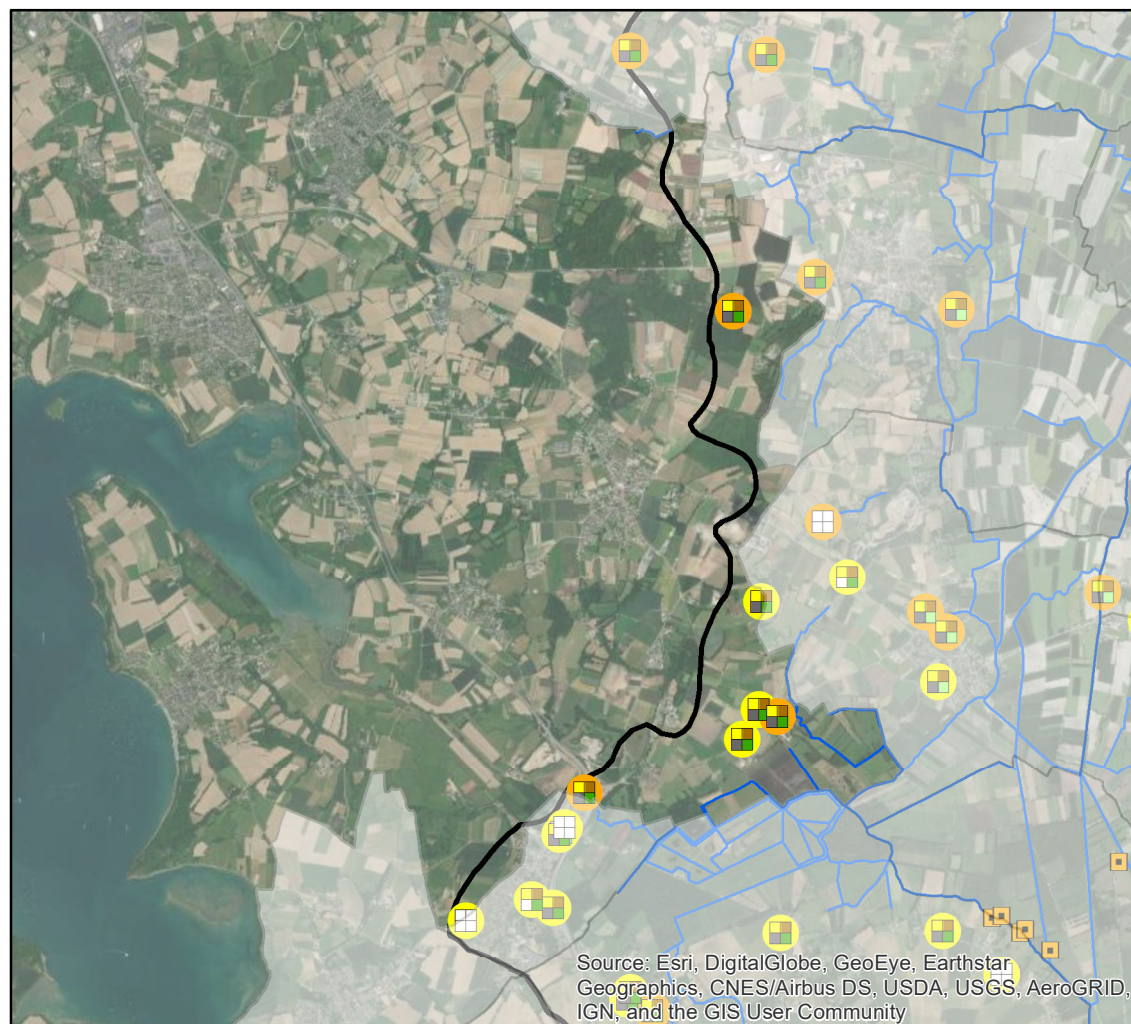 Source: Esri, DigitalGlobe, GeoEye, Earthstar
Geographics, CNES/Airbus DS, USDA, USGS, AeroGRID,
IGN, and the GIS User Community